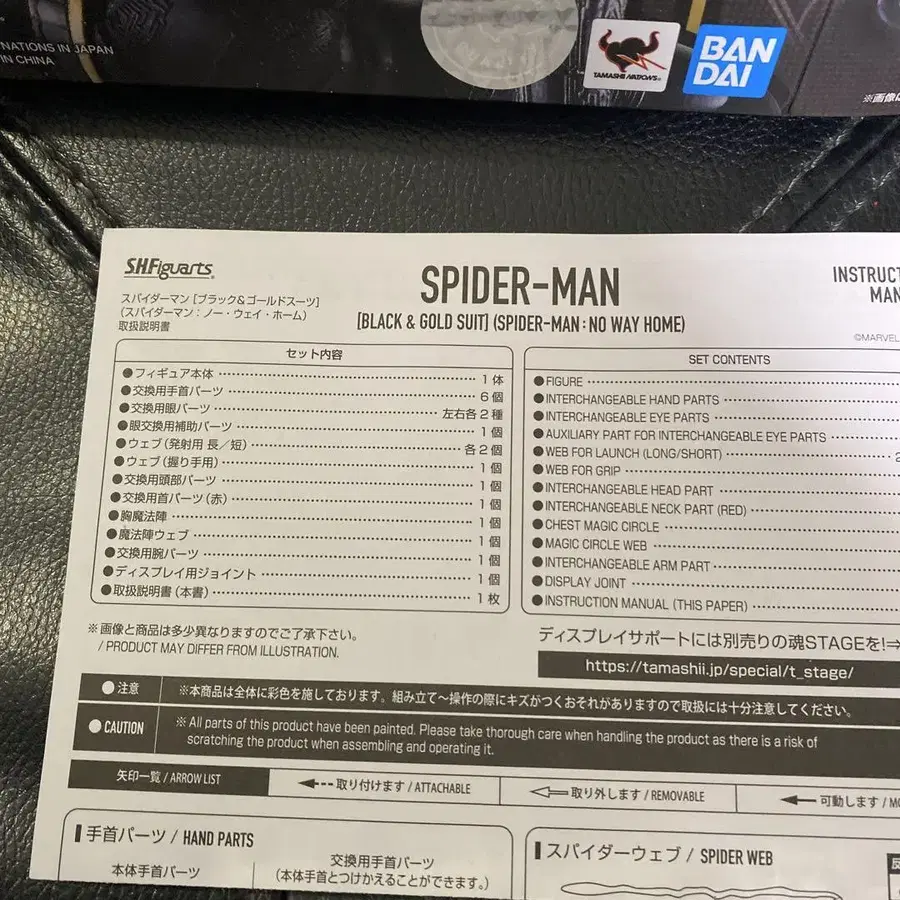 NATIONS IN JAPAN
IN CHINA
TAMASHII NATIONS
BAN
DAI
※画像は
S.H.Figuarts
スパイダーマン [ブラック&ゴールドスーツ]
(スパイダーマン:ノー・ウェイ・ホーム)
取扱説明書
SPIDER-MAN
[BLACK & GOLD SUIT] (SPIDER-MAN : NO WAY HOME)
INSTRUCT
MAN
©MARVEL
セット内容
●フィギュア本体 1体
●交換用手首パーツ 6個
●交換用眼パーツ 左右各2種
●眼交換用補助パーツ 1個
●ウェブ(発射用 長/短) 各2個
●ウェブ(握り手用) 1個
●交換用頭部パーツ 1個
●交換用首パーツ(赤) 1個
●胸魔法陣 1個
●魔法陣ウェブ 1個
●交換用腕パーツ 1個
●ディスプレイ用ジョイント 1個
●取扱説明書(本書) 1枚
SET CONTENTS
●FIGURE
●INTERCHANGEABLE HAND PARTS
●INTERCHANGEABLE EYE PARTS
●AUXILIARY PART FOR INTERCHANGEABLE EYE PARTS
●WEB FOR LAUNCH (LONG/SHORT) 2
●WEB FOR GRIP
●INTERCHANGEABLE HEAD PART
●INTERCHANGEABLE NECK PART (RED)
●CHEST MAGIC CIRCLE
●MAGIC CIRCLE WEB
●INTERCHANGEABLE ARM PART
●DISPLAY JOINT
●INSTRUCTION MANUAL (THIS PAPER)
※画像と商品は多少異なりますのでご了承下さい。
/ PRODUCT MAY DIFFER FROM ILLUSTRATION.
ディスプレイサポートには別売りの魂STAGEを!⇒
https://tamashii.jp/special/t_stage/
●注意
※本商品は全体に彩色を施しております。組み立て〜操作の際にキズがつくおそれがありますので取扱には十分注意してください。
●CAUTION
※All parts of this product have been painted. Please take thorough care when handling the product as there is a risk of
scratching the product when assembling and operating it.
矢印一覧 / ARROW LIST
取り付けます / ATTACHABLE
取り外します / REMOVABLE
可動します / MO
手首パーツ / HAND PARTS
本体手首パーツ
交換用手首パーツ
(本体手首とつけかえることができます。)
スパイダーウェブ / SPIDER WEB